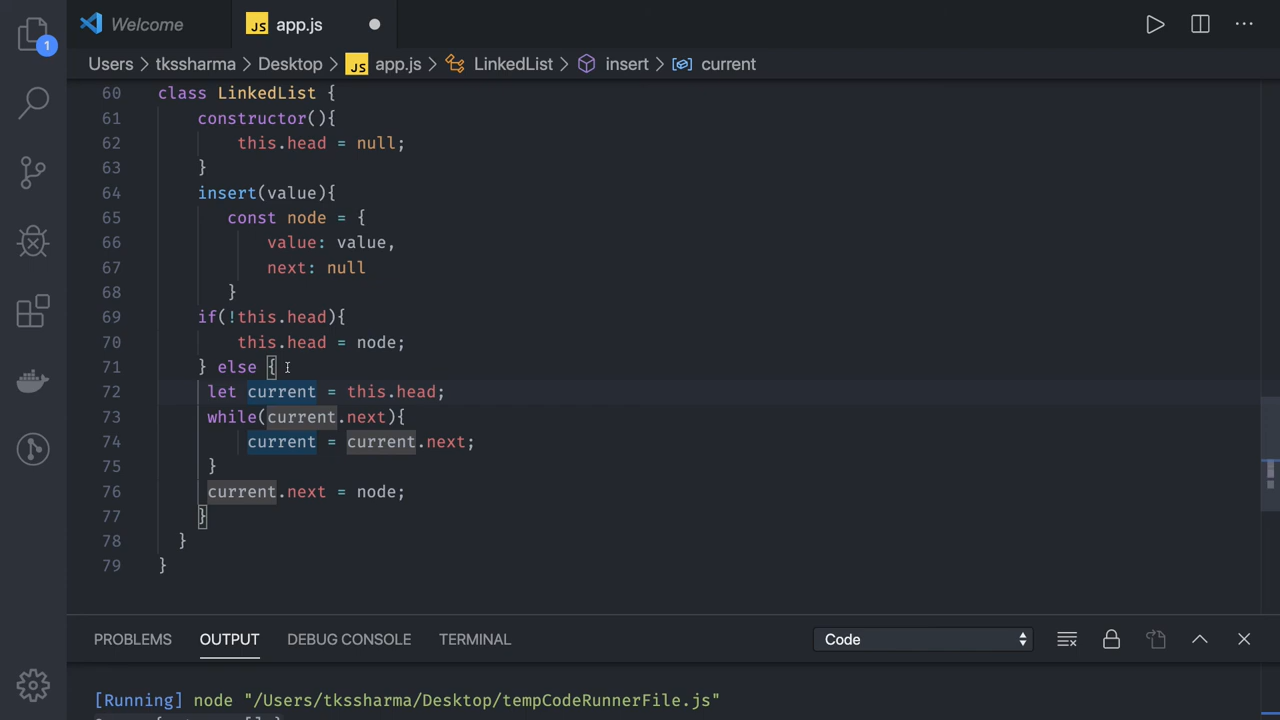 Welcome
JS app.js
1
Users > tkssharma > Desktop > JS app.js > LinkedList > insert > current
60 class LinkedList {
61 constructor(){
62 this.head = null;
63 }
64 insert(value){
65 const node = {
66 value: value,
67 next: null
68 }
69 if(!this.head){
70 this.head = node;
71 } else {
72 let current = this.head;
73 while(current.next){
74 current = current.next;
75 }
76 current.next = node;
77 }
78 }
79 }
PROBLEMS OUTPUT DEBUG CONSOLE TERMINAL Code
[Running] node "/Users/tkssharma/Desktop/tempCodeRunnerFile.js"